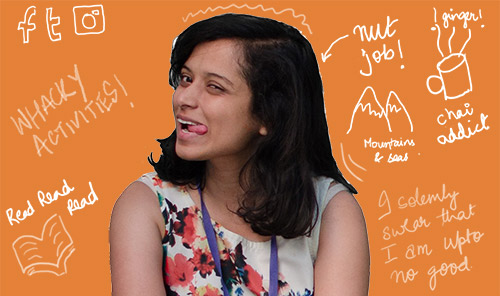 f t
! ginger!
nut
job!
WHACKY
ACTIVITIES!
chai
addict
Mountains
& seas
Read Read
Read
I solemly
swear that
I am upto
no good.